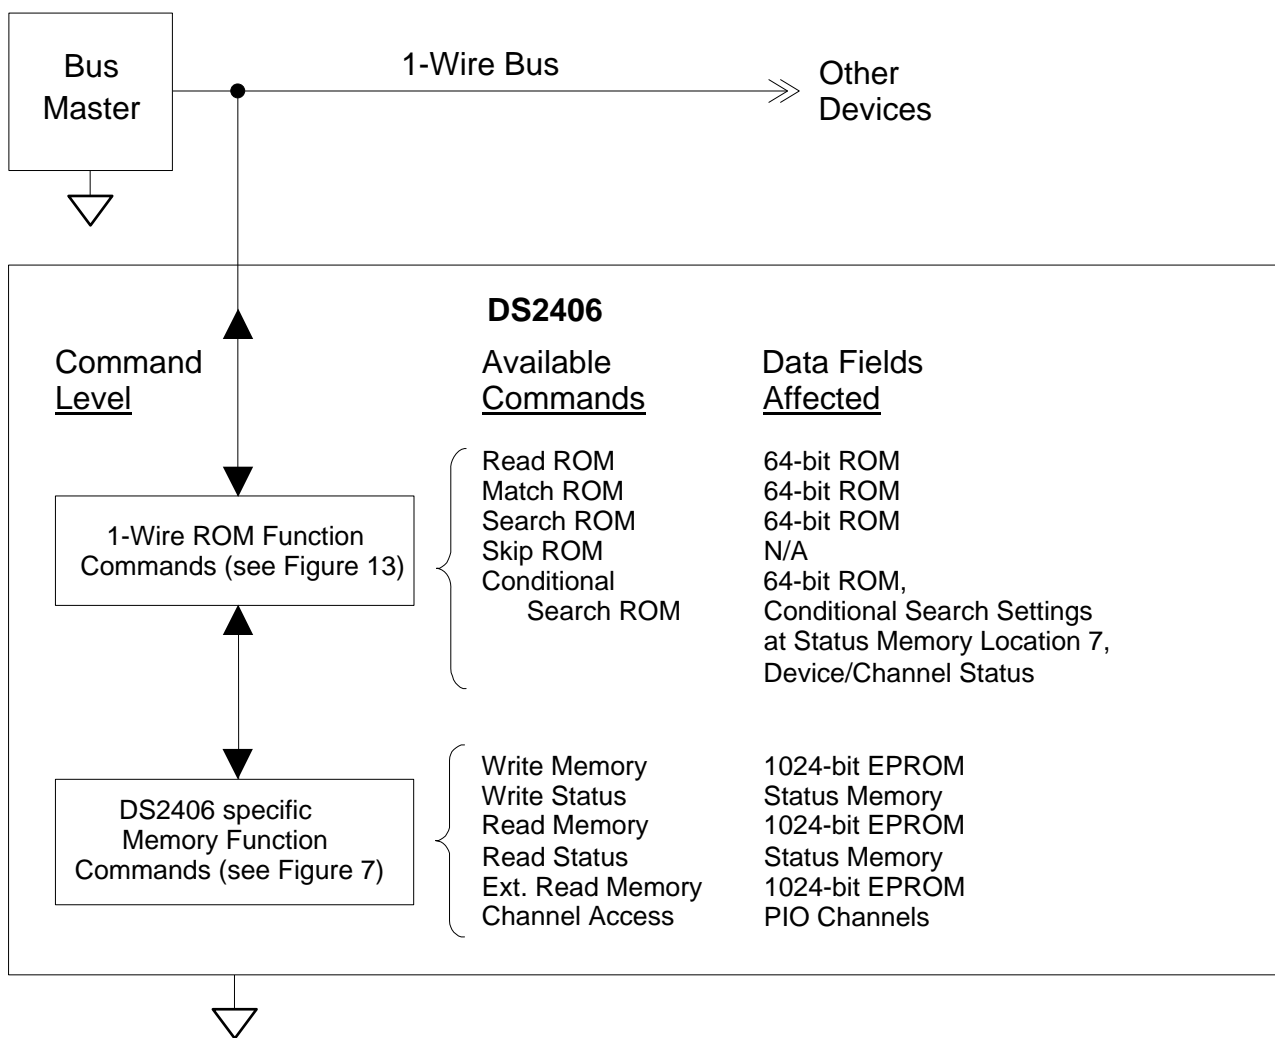 Bus
Master
1-Wire Bus
Other
Devices
DS2406
Command
Level
Available
Commands
Data Fields
Affected
1-Wire ROM Function
Commands (see Figure 13)
Read ROM 64-bit ROM
Match ROM 64-bit ROM
Search ROM 64-bit ROM
Skip ROM N/A
Conditional 64-bit ROM,
Search ROM Conditional Search Settings
at Status Memory Location 7,
Device/Channel Status
DS2406 specific
Memory Function
Commands (see Figure 7)
Write Memory 1024-bit EPROM
Write Status Status Memory
Read Memory 1024-bit EPROM
Read Status Status Memory
Ext. Read Memory 1024-bit EPROM
Channel Access PIO Channels